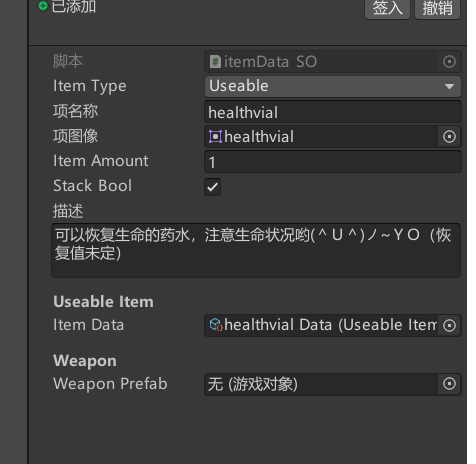 已添加
签入 撤销
脚本 itemData SO
Item Type Useable
项名称 healthvial
项图像 healthvial
Item Amount 1
Stack Bool
描述
可以恢复生命的药水，注意生命状况哟(＾Ｕ＾)ノ~ＹＯ（恢
复值未定）
Useable Item
Item Data healthvial Data (Useable Item
Weapon
Weapon Prefab 无 (游戏对象)